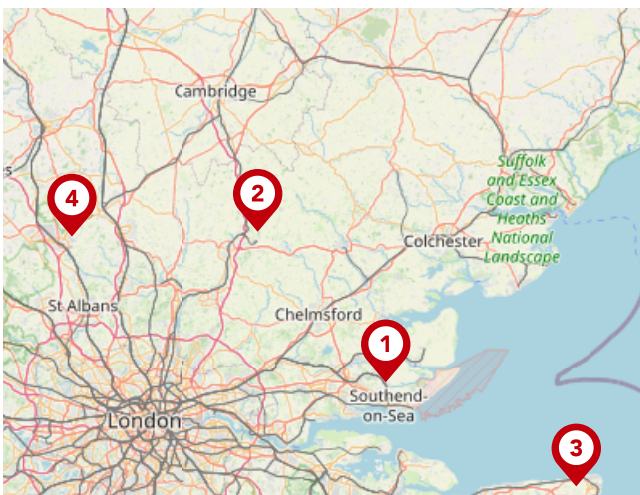 Cambridge
s
Suffolk
and Essex
Coast and
Heaths
National
Landscape
4
2
Colchester
St Albans
Chelmsford
1
Southend-
on-Sea
London
3